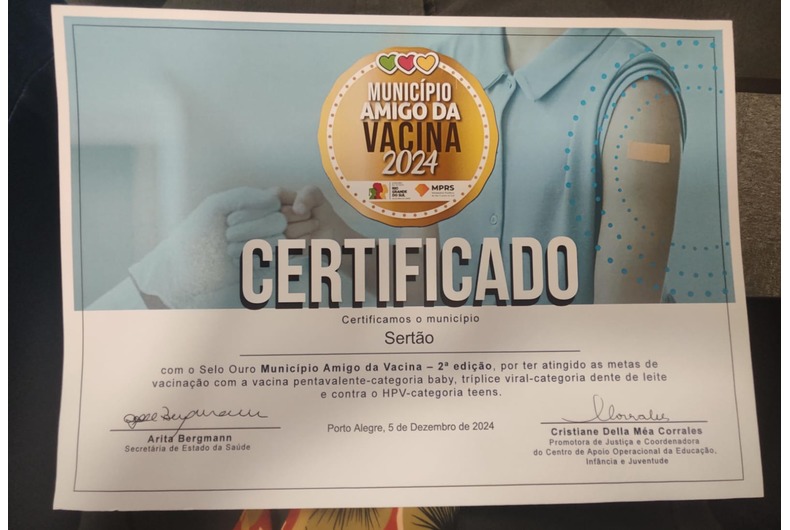 MUNICÍPIO
AMIGO DA
VACINA
2024
RIO
GRANDE
DO SUL
MPRS
CERTIFICADO
Certificamos o município
Sertão
com o Selo Ouro Município Amigo da Vacina – 2ª edição, por ter atingido as metas de
vacinação com a vacina pentavalente-categoria baby, triplice viral-categoria dente de leite
e contra o HPV-categoria teens.
Arita Bergmann
Secretária de Estado da Saúde
Porto Alegre, 5 de Dezembro de 2024
Cristiane Della Méa Corrales
Promotora de Justiça e Coordenadora
do Centro de Apoio Operacional da Educação,
Infância e Juventude